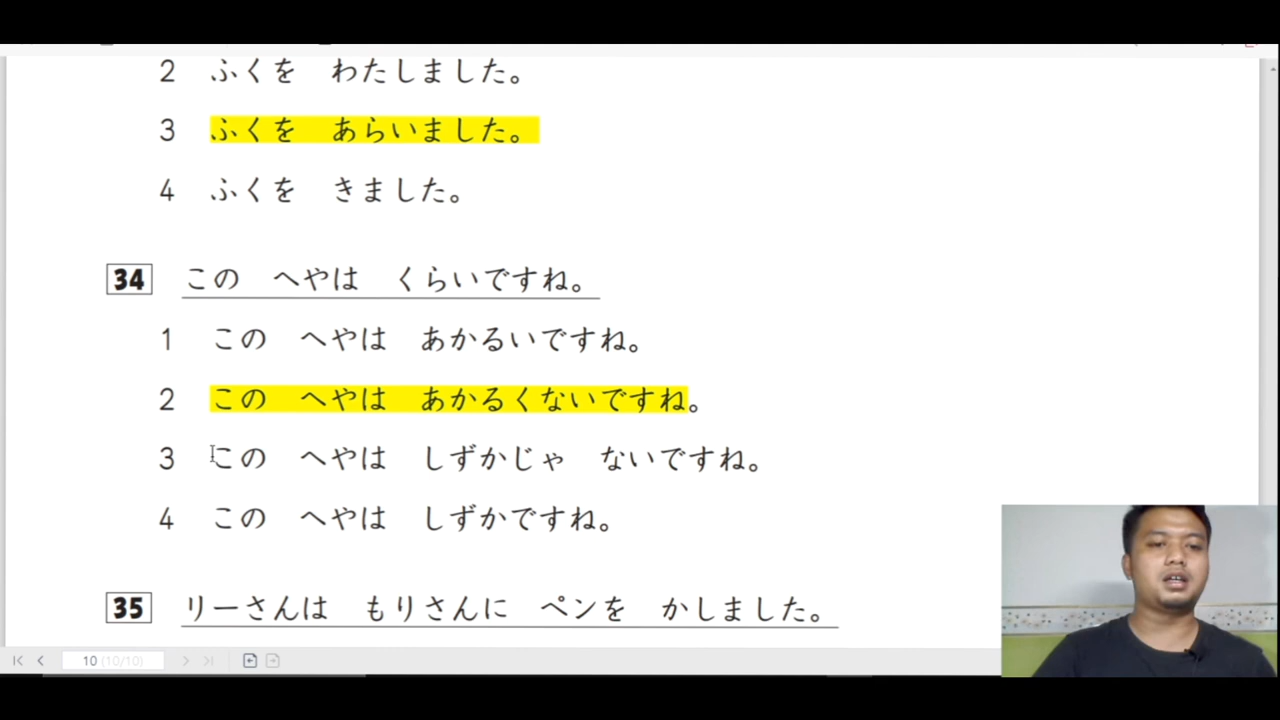 2 ふくを わたしました。
3 ふくを あらいました。
4 ふくを きました。
34 この へやは くらいですね。
1 この へやは あかるいですね。
2 この へやは あかるくないですね。
3 この へやは しずかじゃ ないですね。
4 この へやは しずかですね。
35 リーさんは もりさんに ペンを かしました。
10 (10/10)